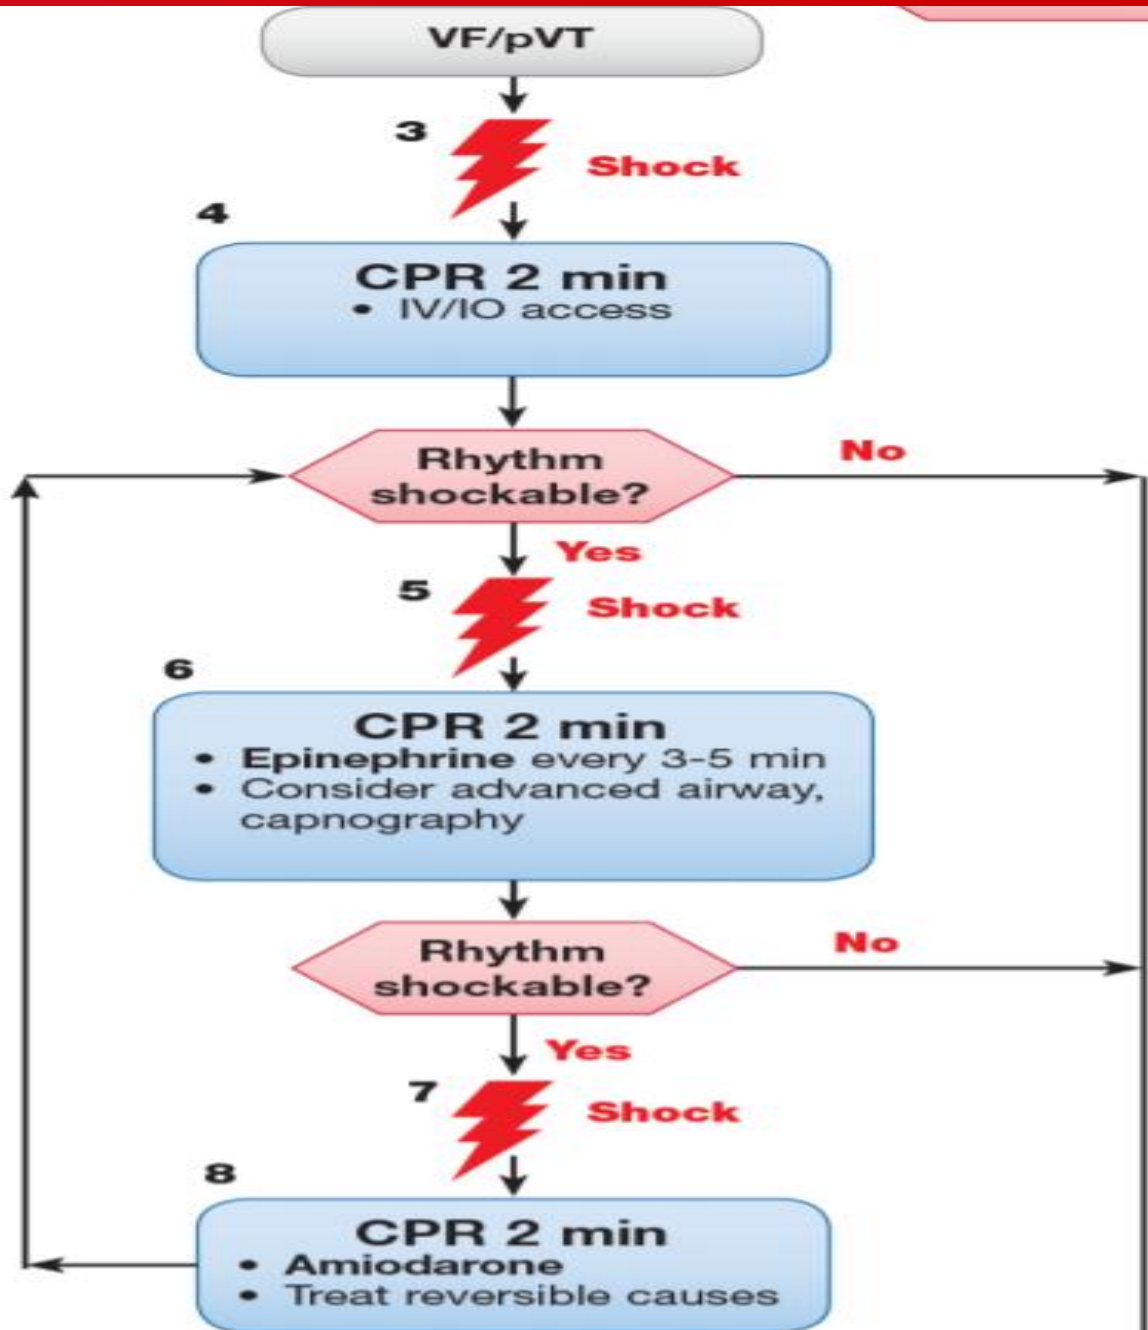 VF/pVT
3
Shock
4
CPR 2 min
• IV/IO access
Rhythm
shockable?
No
Yes
5
Shock
6
CPR 2 min
• Epinephrine every 3-5 min
• Consider advanced airway,
capnography
Rhythm
shockable?
No
Yes
7
Shock
8
CPR 2 min
• Amiodarone
• Treat reversible causes